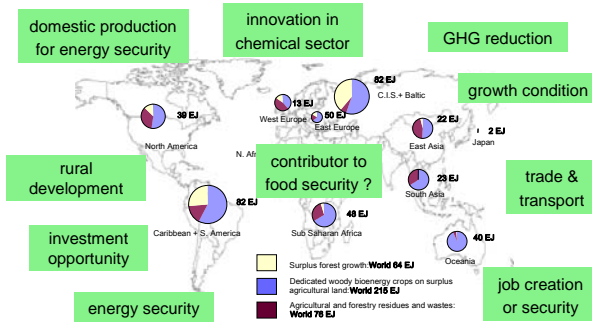 domestic production
for energy security
innovation in
chemical sector
GHG reduction
82 EJ
C.I.S.+ Baltic
growth condition
39 EJ
North America
13 EJ
West Europe
50 EJ
East Europe
22 EJ
East Asia
2 EJ
Japan
N. Afri
contributor to
food security ?
rural
development
23 EJ
South Asia
trade &
transport
82 EJ
Caribbean + S. America
48 EJ
Sub Saharan Africa
40 EJ
Oceania
investment
opportunity
Surplus forest growth: World 64 EJ
Dedicated woody bioenergy crops on surplus
agricultural land: World 215 EJ
Agricultural and forestry residues and wastes:
World 76 EJ
energy security
job creation
or security